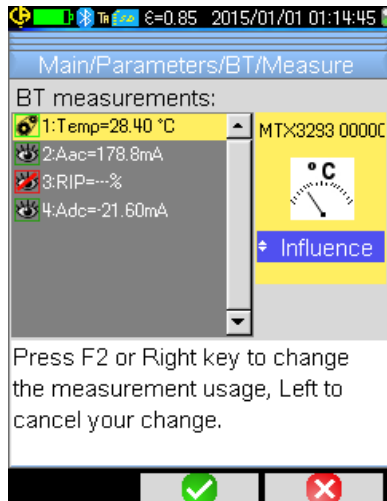 ε=0.85 2015/01/01 01:14:45
Main/Parameters/BT/Measure
BT measurements:
1:Temp=28.40 °C
2:Aac=178.8mA
3:RIP=---%
4:Adc=-21.60mA
MTX3293 0000
°C
Influence
Press F2 or Right key to change
the measurement usage, Left to
cancel your change.